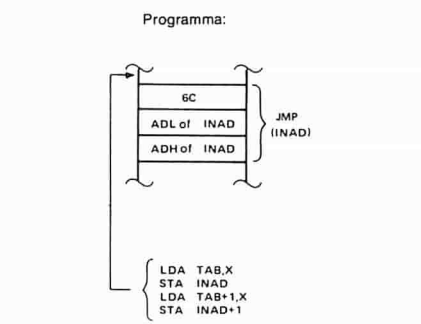 Programma:
6C
ADL of INAD
ADH of INAD
JMP
(INAD)
LDA TAB,X
STA INAD
LDA TAB+1,X
STA INAD+1